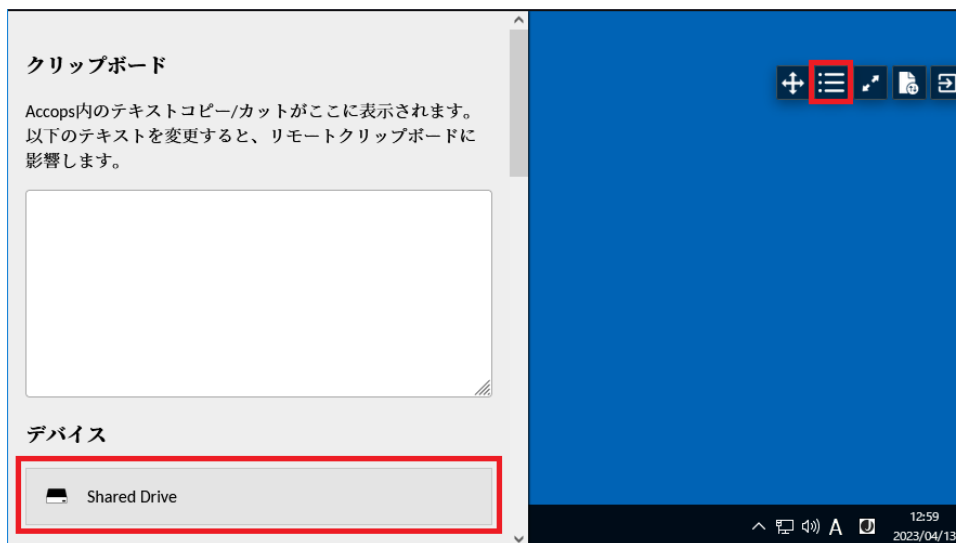 クリップボード
Accops内のテキストコピー/カットがここに表示されます。
以下のテキストを変更すると、リモートクリップボードに
影響します。
デバイス
Shared Drive
A
12:59
2023/04/13